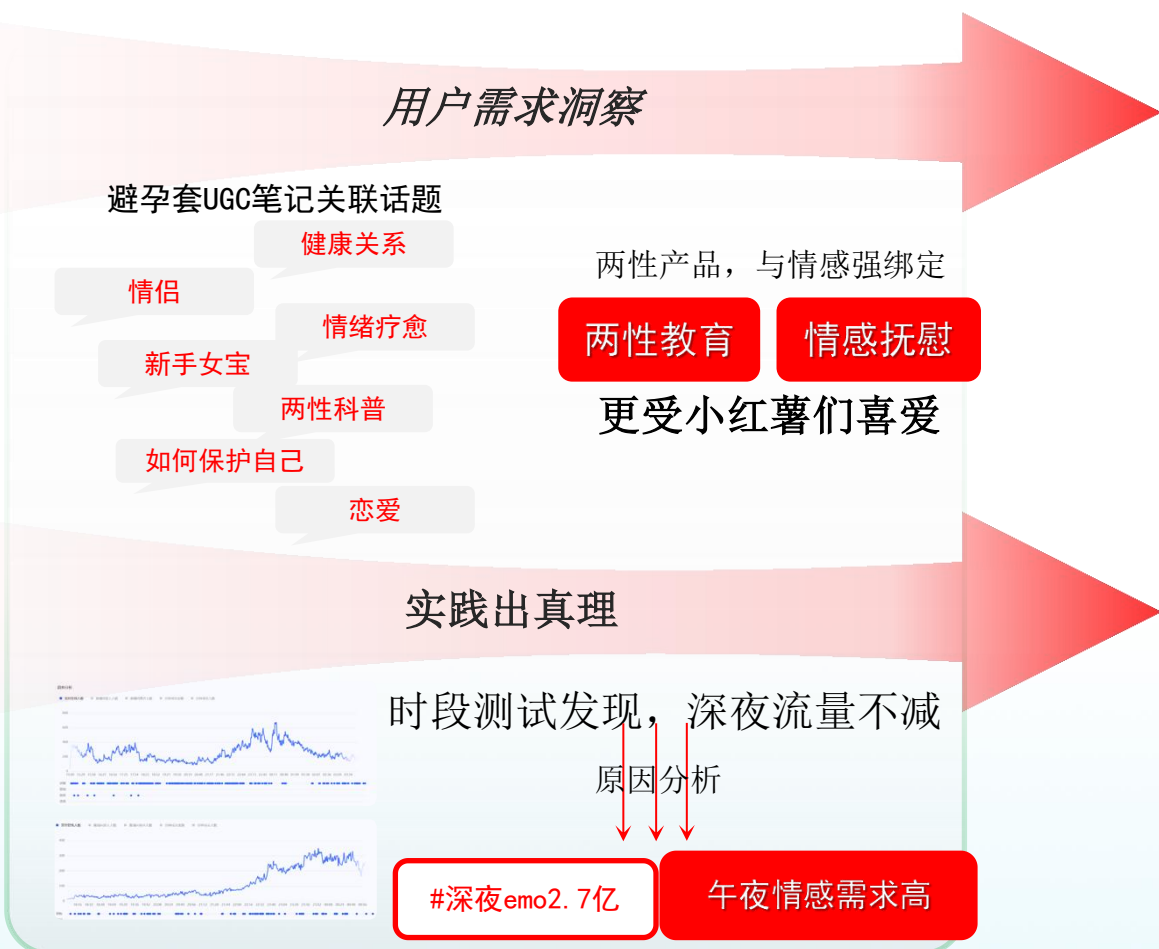 用户需求洞察
避孕套UGC笔记关联话题
健康关系
情侣
情绪疗愈
新手女宝
两性科普
如何保护自己
恋爱
两性产品，与情感强绑定
两性教育
情感抚慰
更受小红薯们喜爱
实践出真理
时段测试发现，深夜流量不减
原因分析
#深夜emo2.7亿
午夜情感需求高